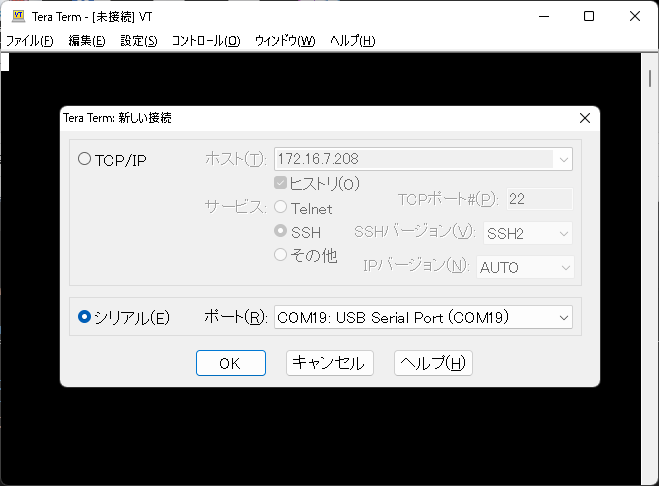 Tera Term - [未接続] VT
ファイル(F) 編集(E) 設定(S) コントロール(O) ウィンドウ(W) ヘルプ(H)
Tera Term: 新しい接続
TCP/IP ホスト(T): 172.16.7.208
ヒストリ(O)
サービス: Telnet TCPポート#(P): 22
SSH SSHバージョン(V): SSH2
その他 IPバージョン(N): AUTO
シリアル(E) ポート(R): COM19: USB Serial Port (COM19)
OK キャンセル ヘルプ(H)